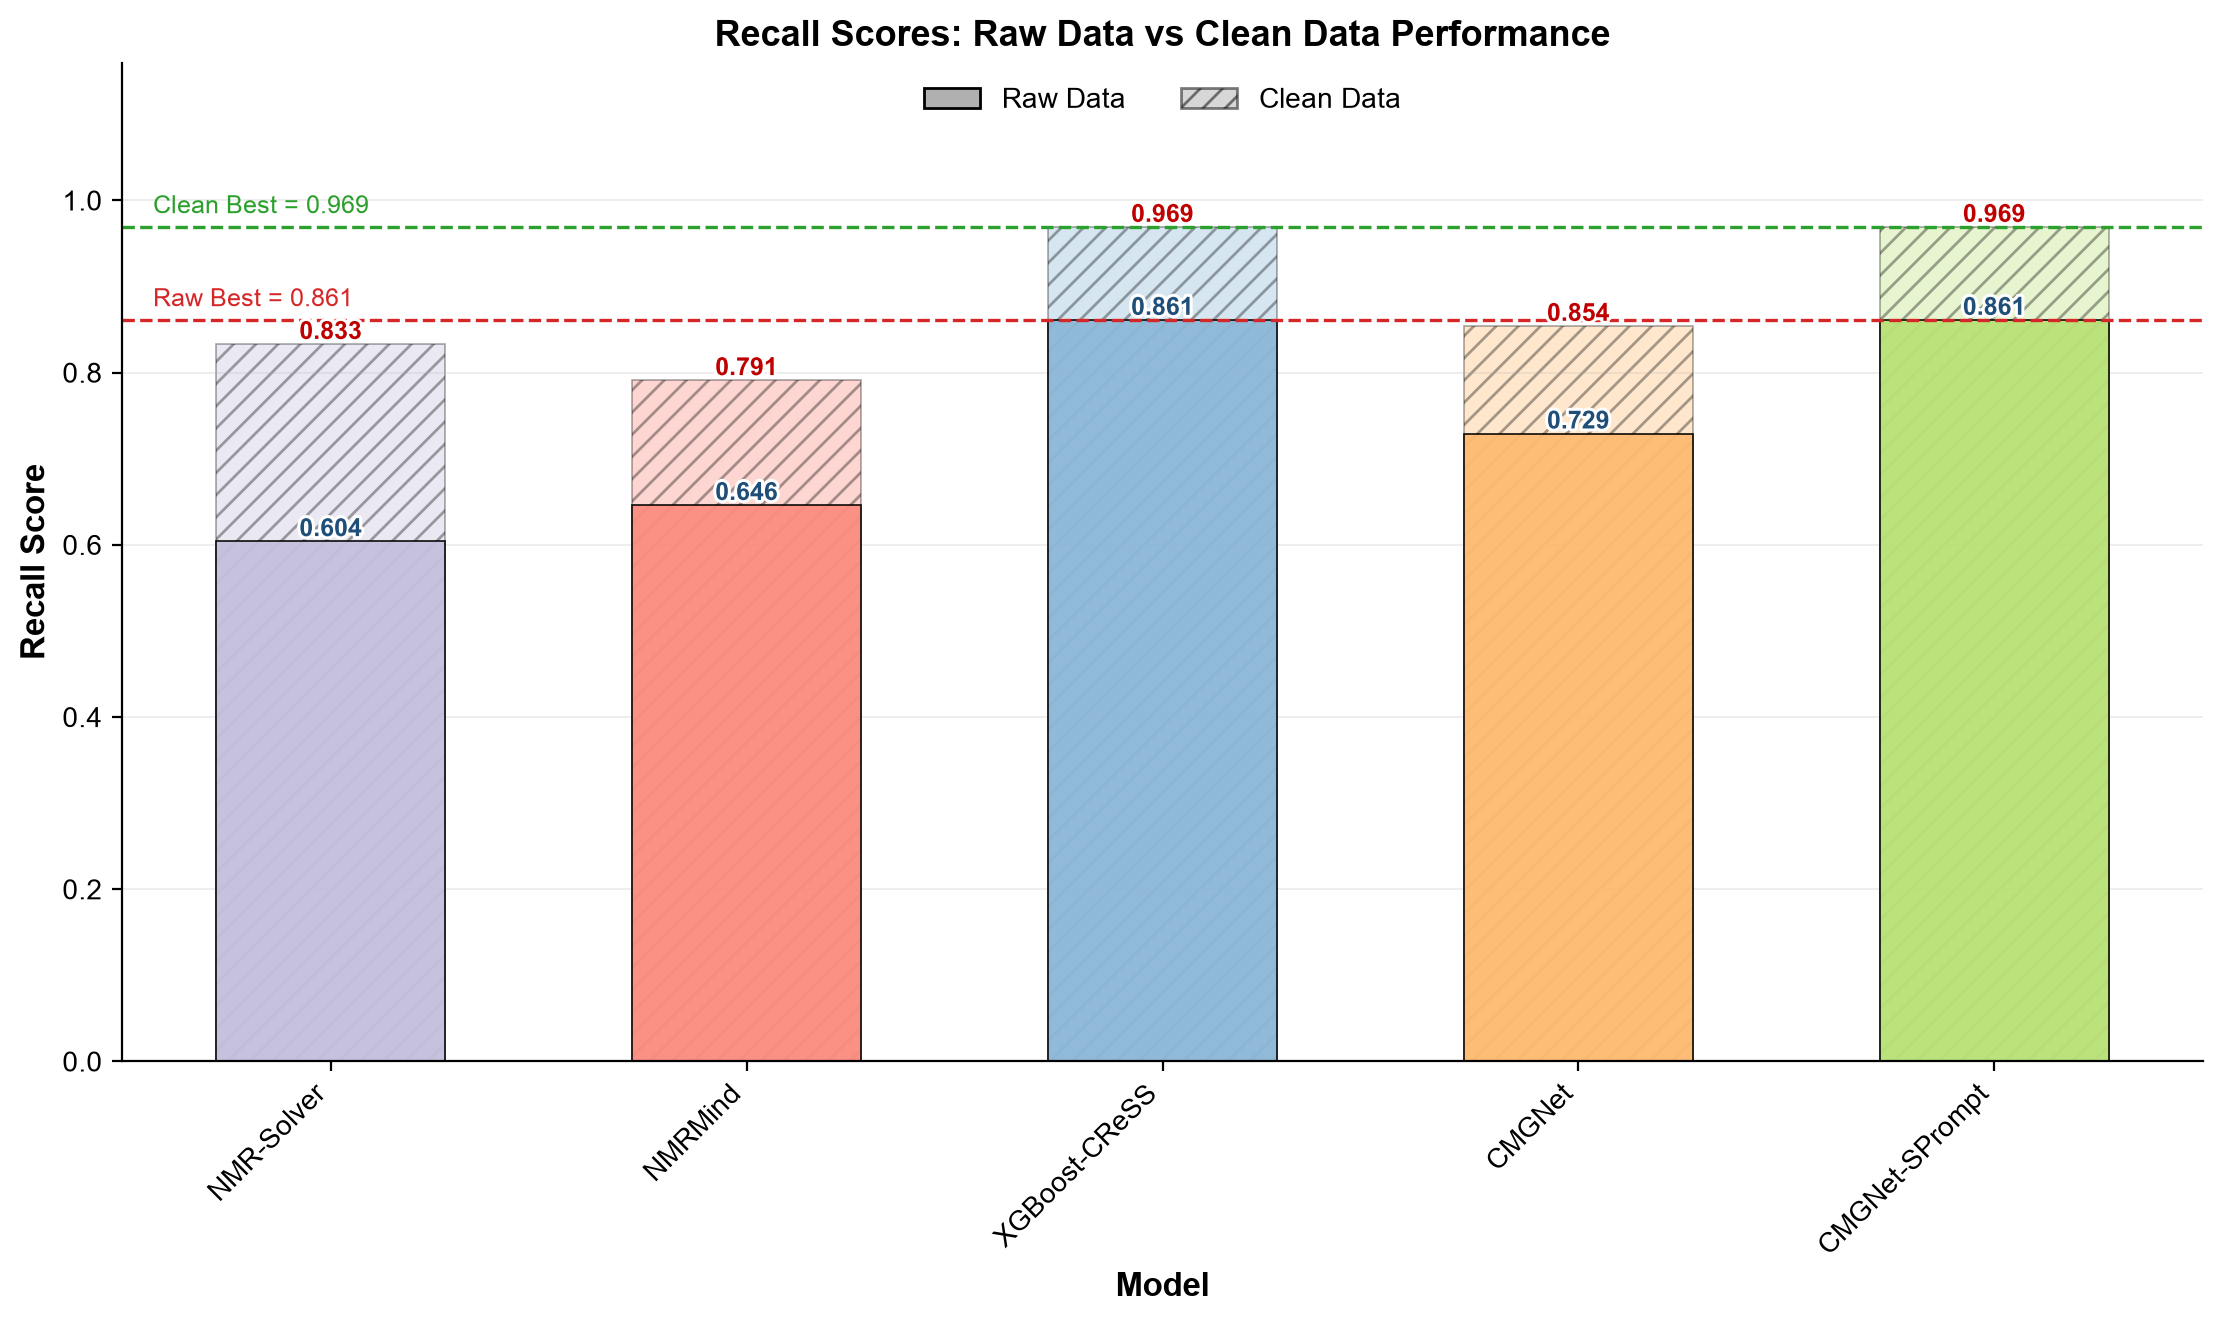 Recall Scores: Raw Data vs Clean Data Performance
Raw Data
Clean Data
Recall Score
1.0
0.8
0.6
0.4
0.2
0.0
Clean Best = 0.969
Raw Best = 0.861
0.833
0.604
0.791
0.646
0.969
0.861
0.854
0.729
0.969
0.861
NMR-Solver
NMRMind
XGBoost-CReSS
CMGNet
CMGNet-SPrompt
Model